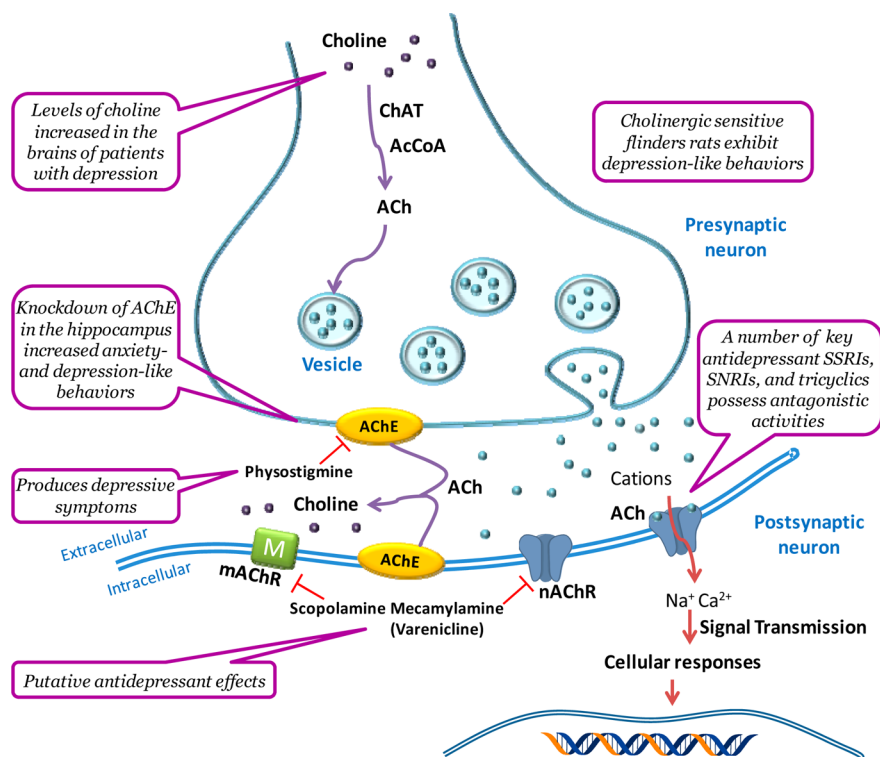 Choline
Levels of choline
increased in the
brains of patients
with depression
ChAT
AcCoA
ACh
Cholinergic sensitive
flinders rats exhibit
depression-like behaviors
Presynaptic
neuron
Knockdown of AChE
in the hippocampus
increased anxiety-
and depression-like
behaviors
Vesicle
A number of key
antidepressant SSRIs,
SNRIs, and tricyclics
possess antagonistic
activities
AChE
Physostigmine
Produces depressive
symptoms
ACh
Choline
Cations
ACh
Postsynaptic
neuron
Extracellular
Intracellular
M
mAChR
AChE
nAChR
Scopolamine Mecamylamine
(Varenicline)
Na⁺ Ca²⁺
Signal Transmission
Cellular responses
Putative antidepressant effects